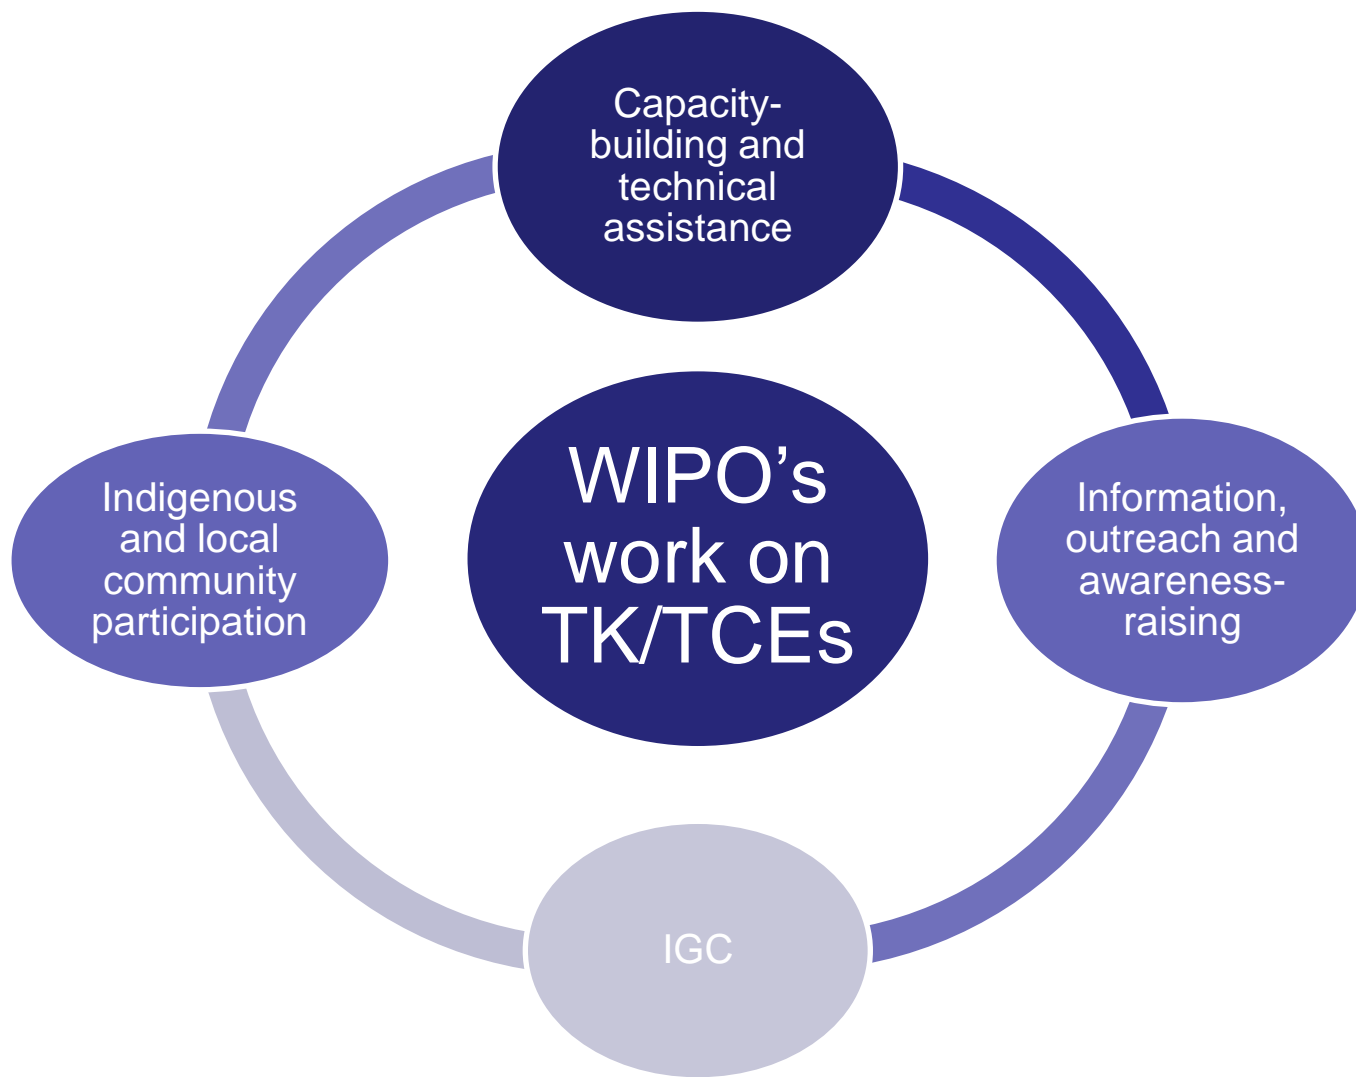 Capacity-
building and
technical
assistance
WIPO’s
work on
TK/TCEs
Indigenous
and local
community
participation
Information,
outreach and
awareness-
raising
IGC